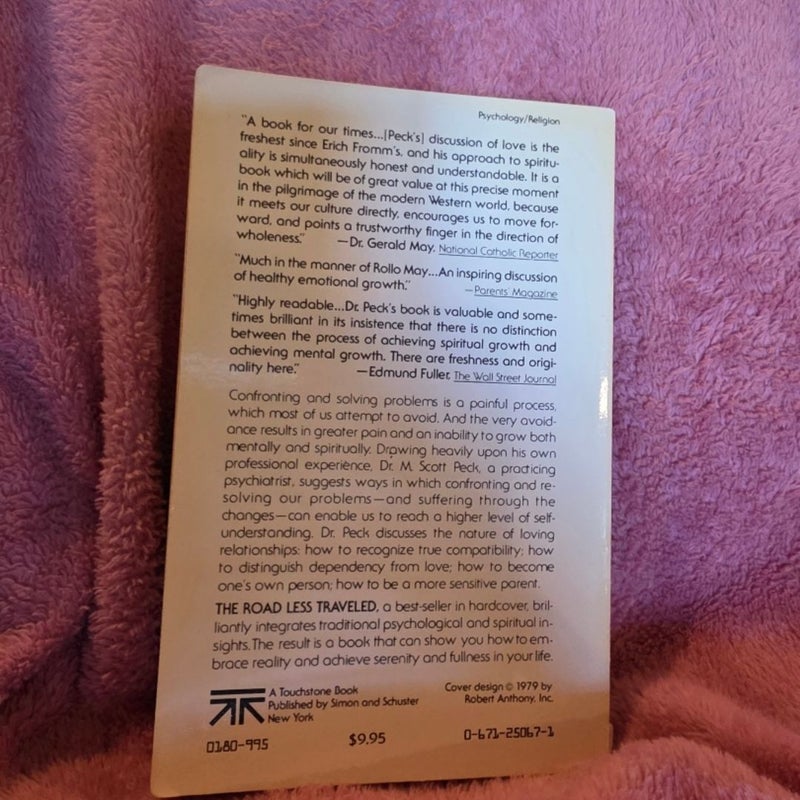 Psychology/Religion
"A book for our times...[Peck's] discussion of love is the
freshest since Erich Fromm's, and his approach to spiritu-
ality is simultaneously honest and understandable. It is a
book which will be of great value at this precise moment
in the pilgrimage of the modern Western world, because
it meets our culture directly, encourages us to move for-
ward, and points a trustworthy finger in the direction of
wholeness." —Dr. Gerald May, National Catholic Reporter
"Much in the manner of Rollo May...An inspiring discussion
of healthy emotional growth." —Parents' Magazine
"Highly readable...Dr. Peck's book is valuable and some-
times brilliant in its insistence that there is no distinction
between the process of achieving spiritual growth and
achieving mental growth. There are freshness and origi-
nality here." —Edmund Fuller, The Wall Street Journal
Confronting and solving problems is a painful process,
which most of us attempt to avoid. And the very avoid-
ance results in greater pain and an inability to grow both
mentally and spiritually. Drawing heavily upon his own
professional experience, Dr. M. Scott Peck, a practicing
psychiatrist, suggests ways in which confronting and re-
solving our problems—and suffering through the
changes—can enable us to reach a higher level of self-
understanding. Dr. Peck discusses the nature of loving
relationships: how to recognize true compatibility; how
to distinguish dependency from love; how to become
one's own person; how to be a more sensitive parent.
THE ROAD LESS TRAVELED, a best-seller in hardcover, bril-
liantly integrates traditional psychological and spiritual in-
sights. The result is a book that can show you how to em-
brace reality and achieve serenity and fullness in your life.
A Touchstone Book
Published by Simon and Schuster
New York
Cover design © 1979 by
Robert Anthony, Inc.
0180-995
$9.95
0-671-25067-1